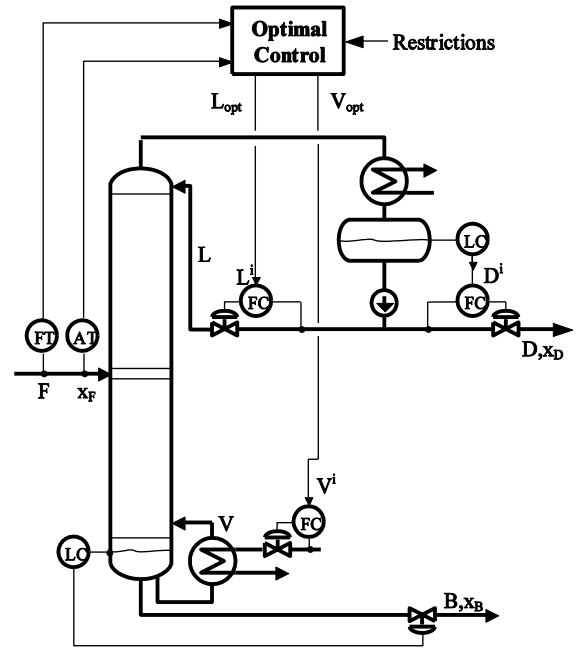 Optimal
Control
Restrictions
L_opt
V_opt
L
L^i
LC
D^i
FC
FC
FT
AT
D,x_D
F
x_F
V^i
V
FC
LC
B,x_B